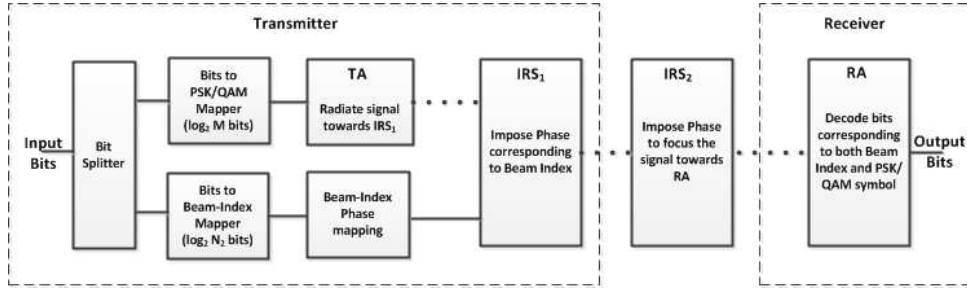 Transmitter
Receiver
Input
Bits
Bit
Splitter
Bits to
PSK/QAM
Mapper
(log₂ M bits)
TA
Radiate signal
towards IRS₁
Bits to
Beam-Index
Mapper
(log₂ N₂ bits)
Beam-Index
Phase
mapping
IRS₁
Impose Phase
corresponding
to Beam Index
IRS₂
Impose Phase
to focus the
signal towards
RA
RA
Decode bits
corresponding
to both Beam
Index and PSK/
QAM symbol
Output
Bits